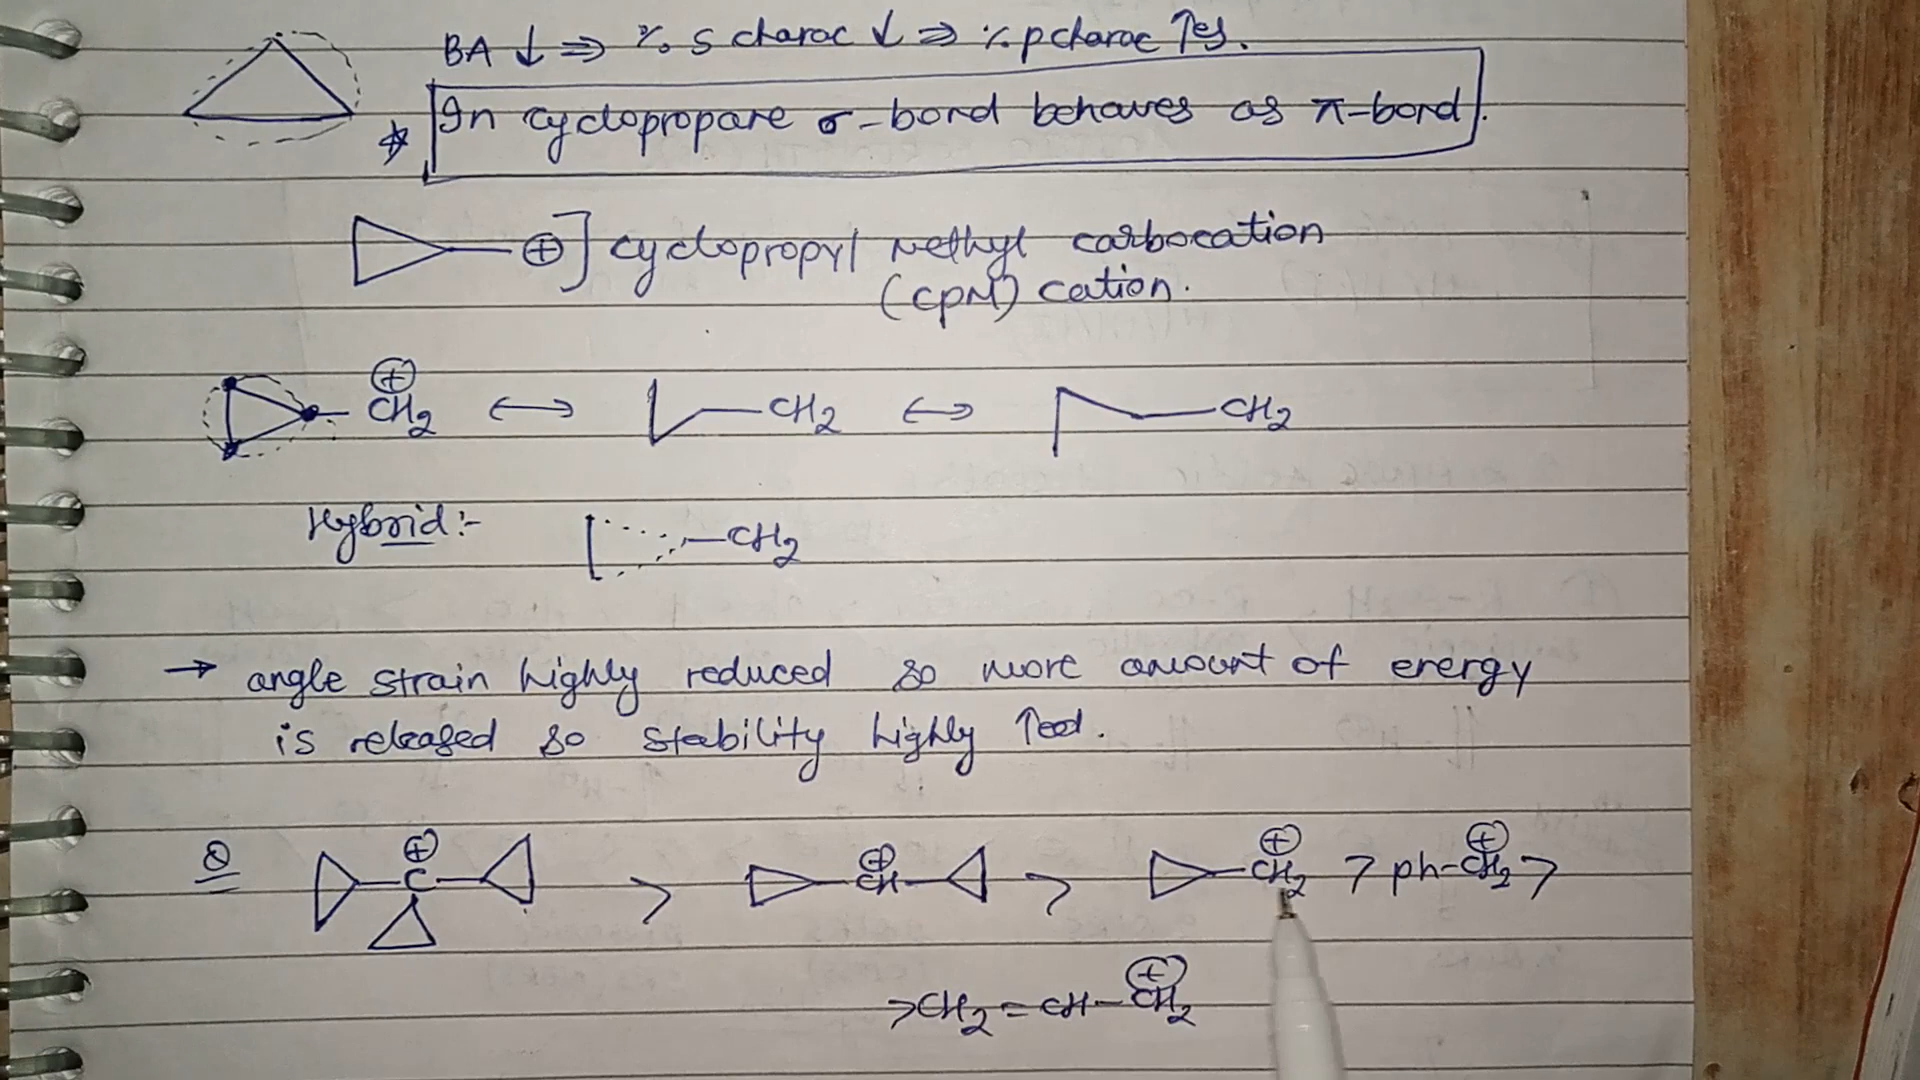 BA ↓ ⇒ % s charac ↓ ⇒ % p charac ↑es.
In cyclopropane σ-bond behaves as π-bond.
⊕] cyclopropyl methyl carbocation
(CPM) cation.
⊕
CH2 ↔ CH2 ↔ CH2
Hybrid:- CH2
→ angle strain highly reduced so more amount of energy
is released so stability highly ↑ed.
Q ⊕ C > ⊕ CH > ⊕ CH2 > ph-⊕ CH2 >
>CH2=CH-⊕ CH2